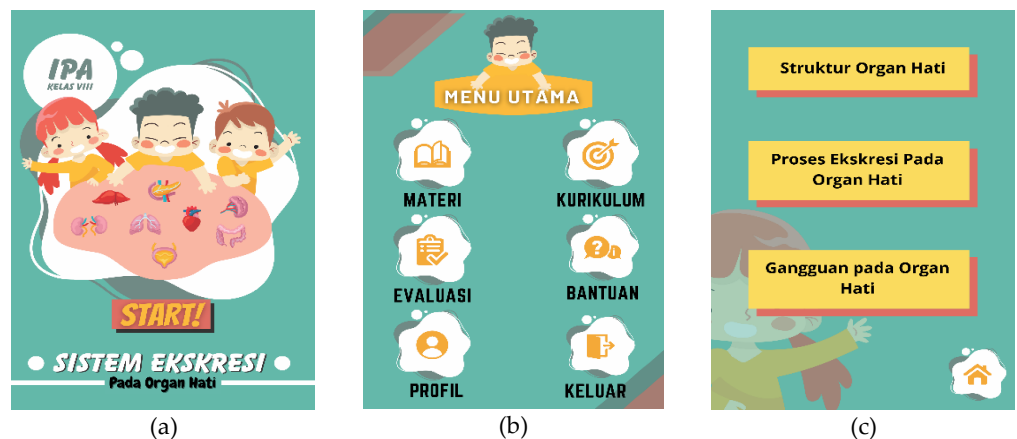 IPA
KELAS VIII
START!
SISTEM EKSKRESI
Pada Organ Hati
(a)
MENU UTAMA
MATERI
KURIKULUM
EVALUASI
BANTUAN
PROFIL
KELUAR
(b)
Struktur Organ Hati
Proses Ekskresi Pada
Organ Hati
Gangguan pada Organ
Hati
(c)